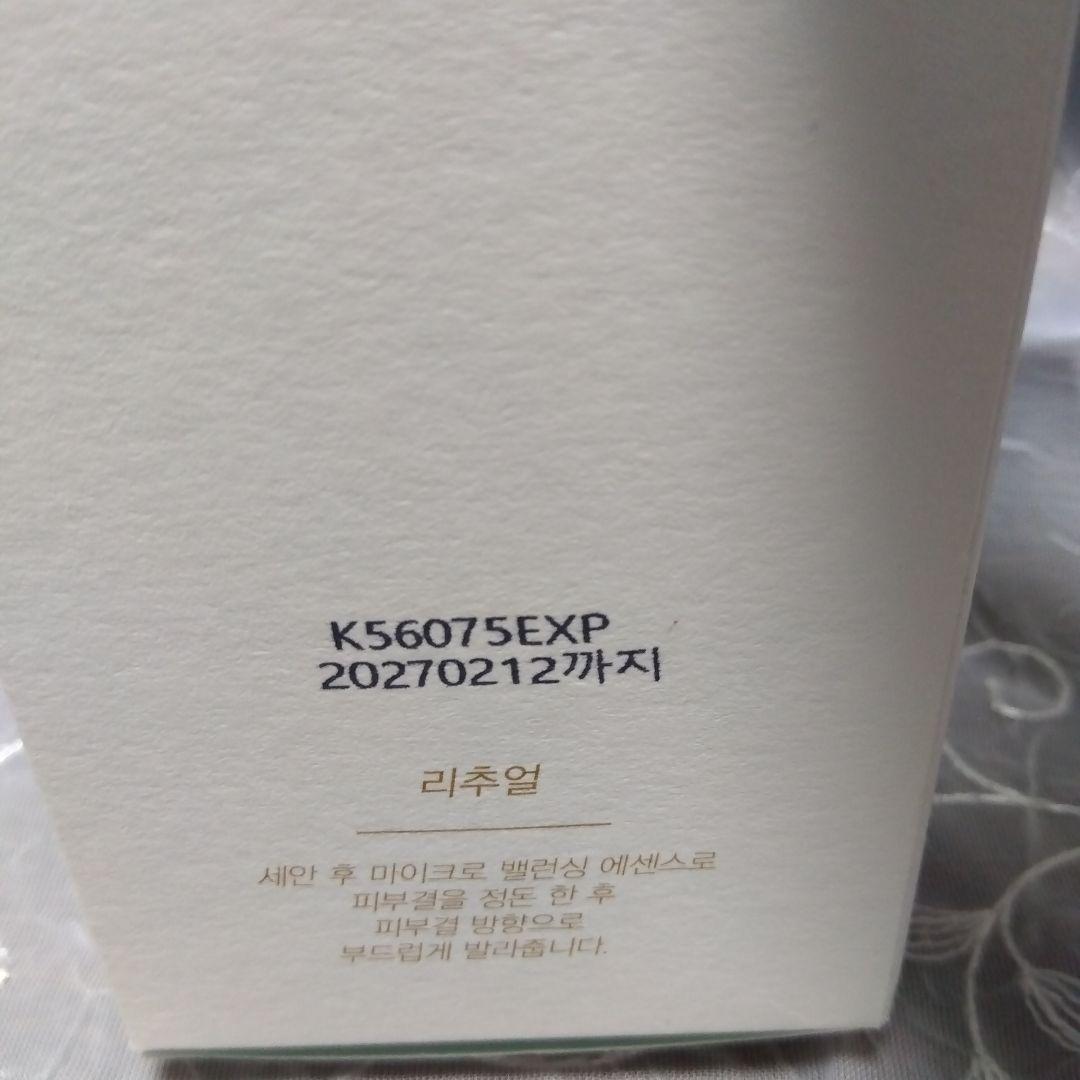 K56075EXP
20270212까지
리추얼
세안 후 마이크로 밸런싱 에센스로
피부결을 정돈 한 후
피부결 방향으로
부드럽게 발라줍니다.